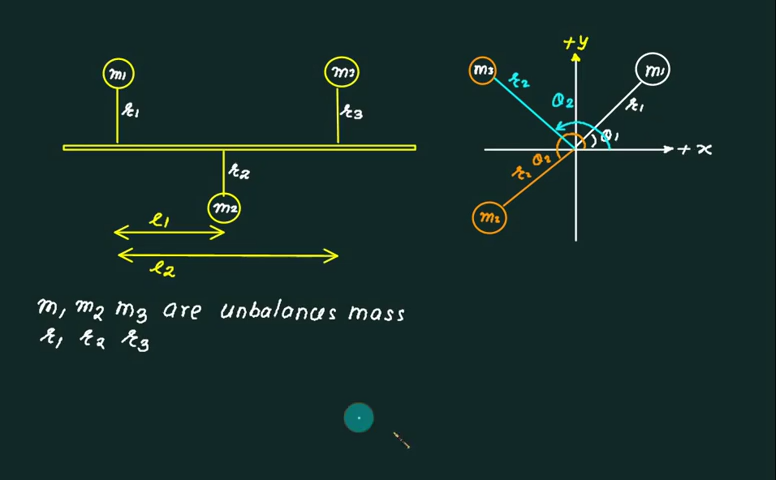 m1
m3
r1
r3
r2
m2
l1
l2
+y
m3
r2
θ2
m1
r1
θ1
+x
θ2
r2
m2
m1 m2 m3 are unbalances mass
r1 r2 r3